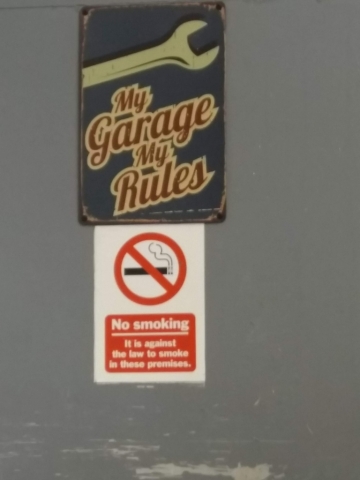 My
Garage
My
Rules
No smoking
It is against
the law to smoke
in these premises.